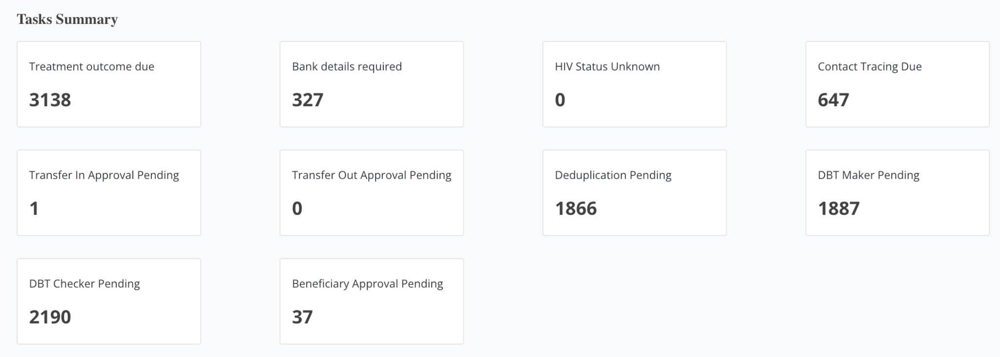 Tasks Summary
Treatment outcome due
3138
Bank details required
327
HIV Status Unknown
0
Contact Tracing Due
647
Transfer In Approval Pending
1
Transfer Out Approval Pending
0
Deduplication Pending
1866
DBT Maker Pending
1887
DBT Checker Pending
2190
Beneficiary Approval Pending
37